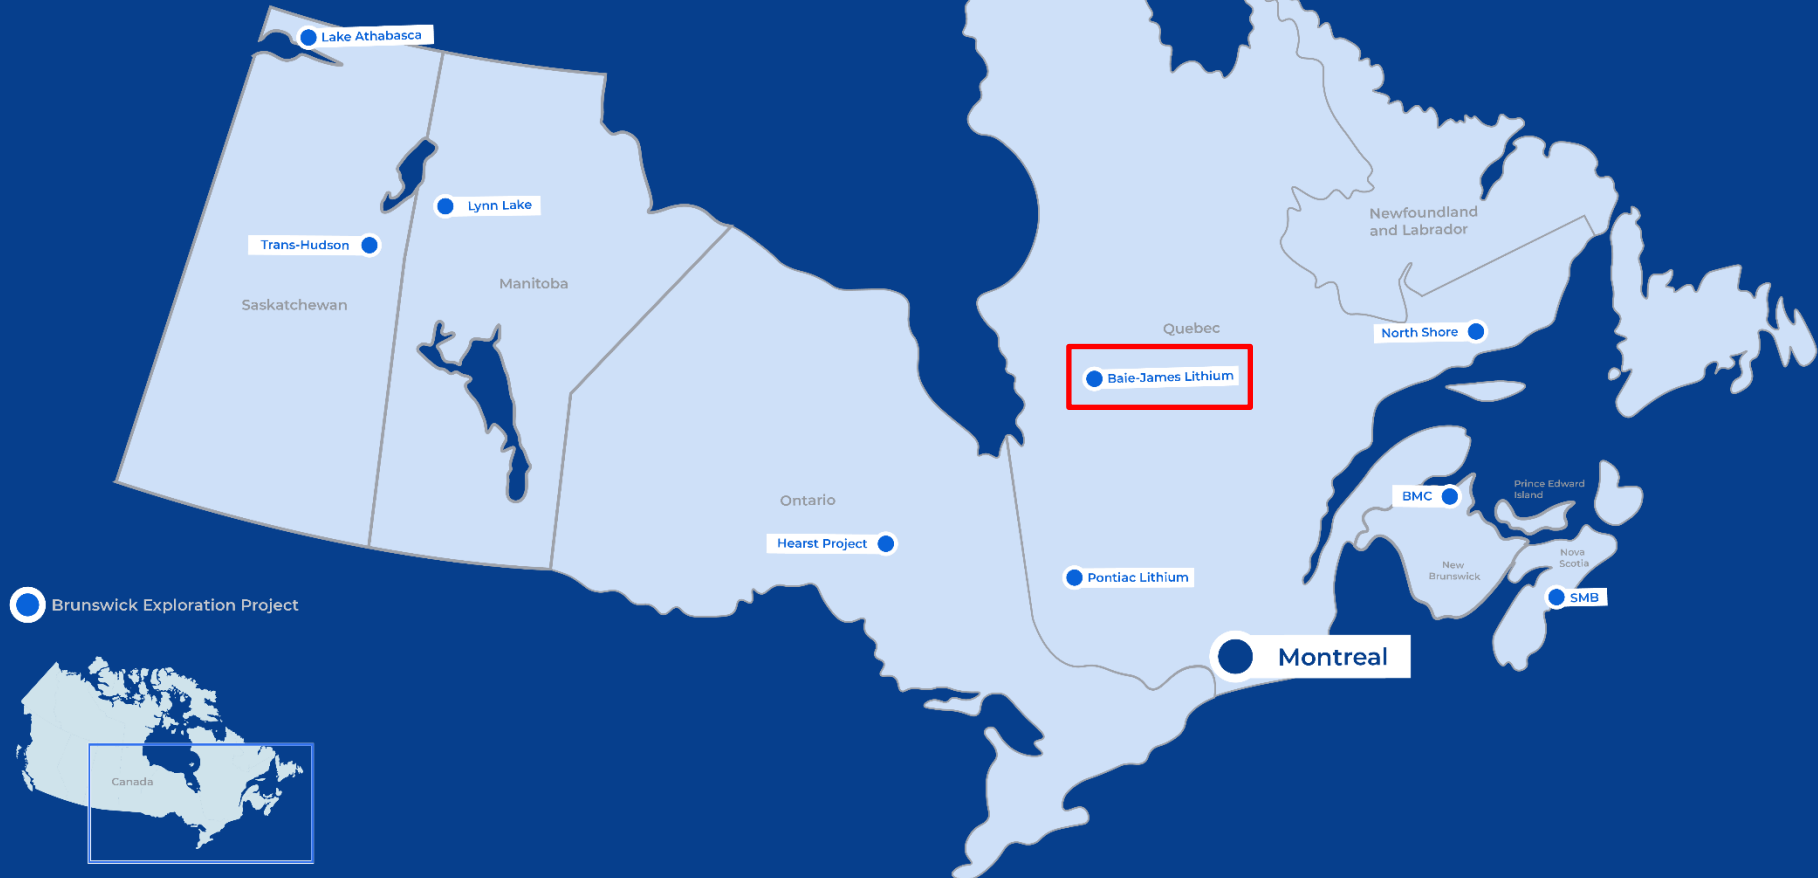 Lake Athabasca
Lynn Lake
Trans-Hudson
Manitoba
Saskatchewan
Newfoundland
and Labrador
Quebec
North Shore
Baie-James Lithium
Ontario
Hearst Project
Pontiac Lithium
BMC
Prince Edward
Island
New
Brunswick
Nova
Scotia
SMB
Montreal
Brunswick Exploration Project
Canada